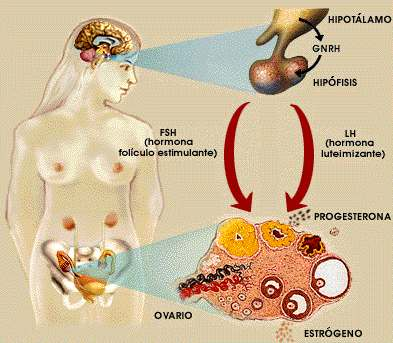 HIPOTÁLAMO
GNRH
HIPÓFISIS
FSH
(hormona
folículo estimulante)
LH
(hormona
luteimizante)
PROGESTERONA
OVARIO
ESTRÓGENO